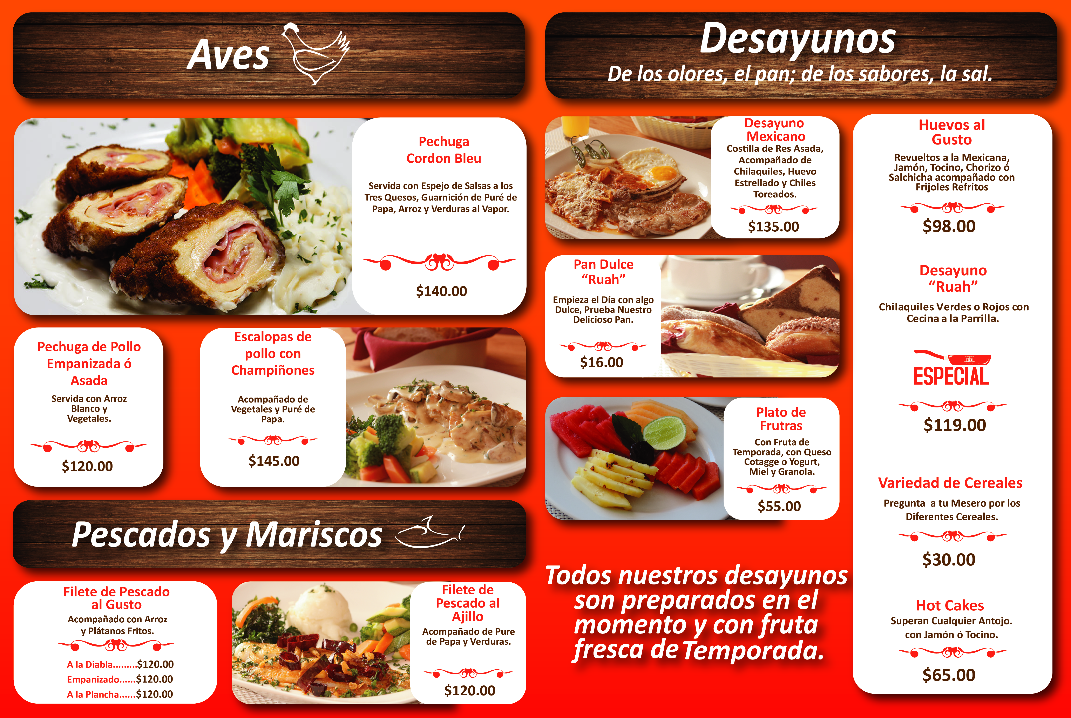 Aves
Pechuga
Cordon Bleu
Servida con Espejo de Salsas a los
Tres Quesos, Guarnición de Puré de
Papa, Arroz y Verduras al Vapor.
$140.00
Pechuga de Pollo
Empanizada ó
Asada
Servida con Arroz
Blanco y
Vegetales.
$120.00
Escalopas de
pollo con
Champiñones
Acompañado de
Vegetales y Puré de
Papa.
$145.00
Pescados y Mariscos
Filete de Pescado
al Gusto
Acompañado con Arroz
y Plátanos Fritos.
A la Diabla........$120.00
Empanizado......$120.00
A la Plancha......$120.00
Filete de
Pescado al
Ajillo
Acompañado de Pure
de Papa y Verduras.
$120.00
Desayunos
De los olores, el pan; de los sabores, la sal.
Desayuno
Mexicano
Costilla de Res Asada,
Acompañado de
Chilaquiles, Huevo
Estrellado y Chiles
Toreados.
$135.00
Pan Dulce
“Ruah”
Empieza el Día con algo
Dulce, Prueba Nuestro
Delicioso Pan.
$16.00
Plato de
Frutras
Con Fruta de
Temporada, con Queso
Cotagge o Yogurt,
Miel y Granola.
$55.00
Todos nuestros desayunos
son preparados en el
momento y con fruta
fresca de Temporada.
Huevos al
Gusto
Revueltos a la Mexicana,
Jamón, Tocino, Chorizo ó
Salchicha acompañado con
Frijoles Refritos
$98.00
Desayuno
“Ruah”
Chilaquiles Verdes o Rojos con
Cecina a la Parrilla.
ESPECIAL
$119.00
Variedad de Cereales
Pregunta a tu Mesero por los
Diferentes Cereales.
$30.00
Hot Cakes
Superan Cualquier Antojo.
con Jamón ó Tocino.
$65.00